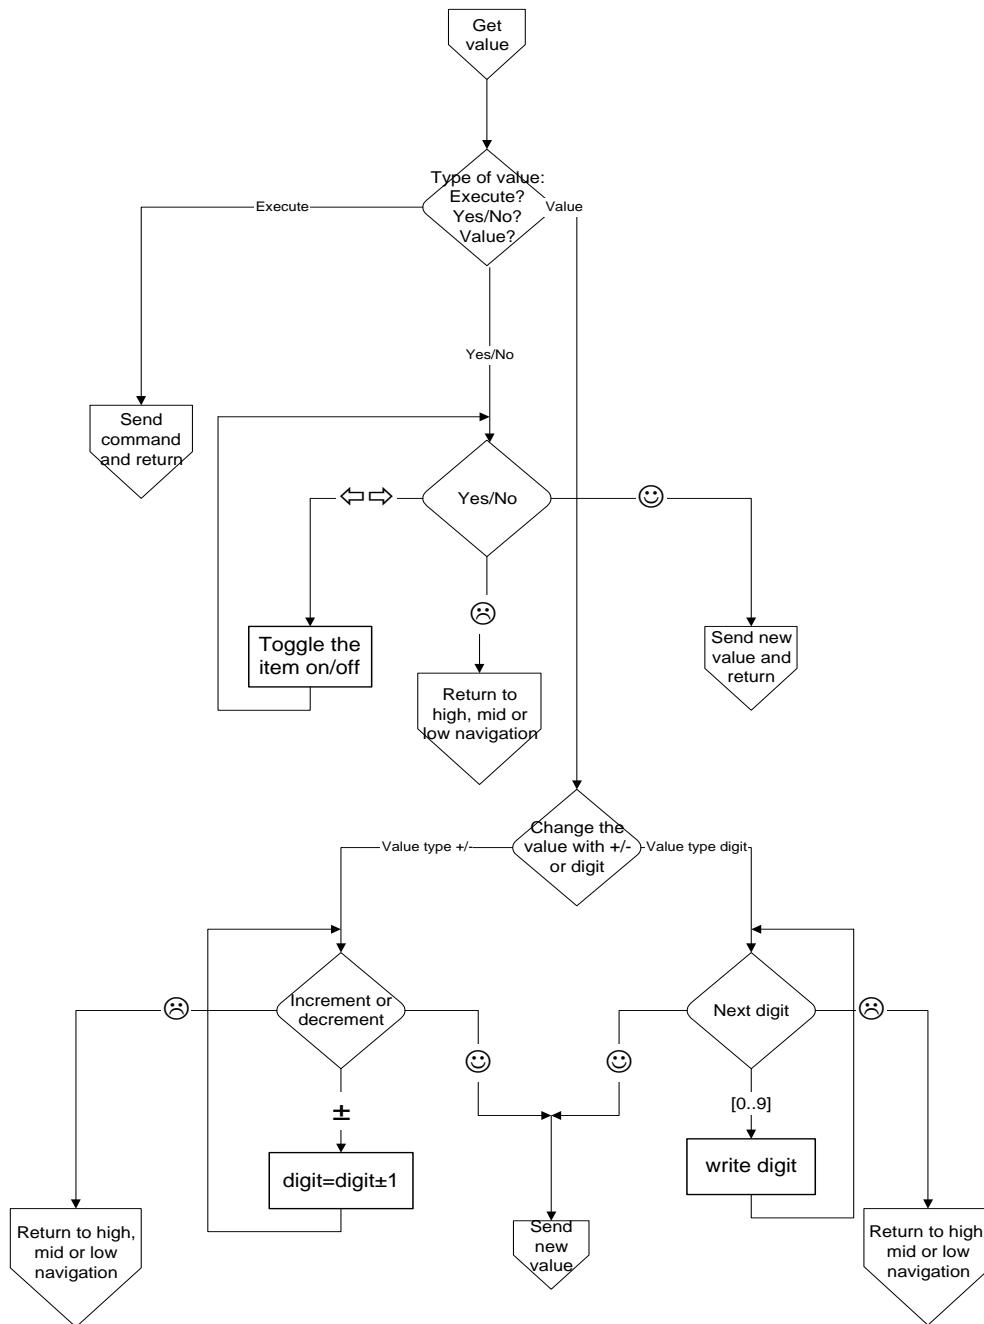 Get
value
Type of value:
Execute?
Yes/No?
Value?
Execute
Value
Yes/No
Send
command
and return
Yes/No
Toggle the
item on/off
Return to
high, mid or
low navigation
Send new
value and
return
Change the
value with +/-
or digit
Value type +/-
Value type digit
Increment or
decrement
Next digit
±
[0..9]
digit=digit±1
write digit
Return to high,
mid or low
navigation
Send
new
value
Return to high
mid or low
navigation